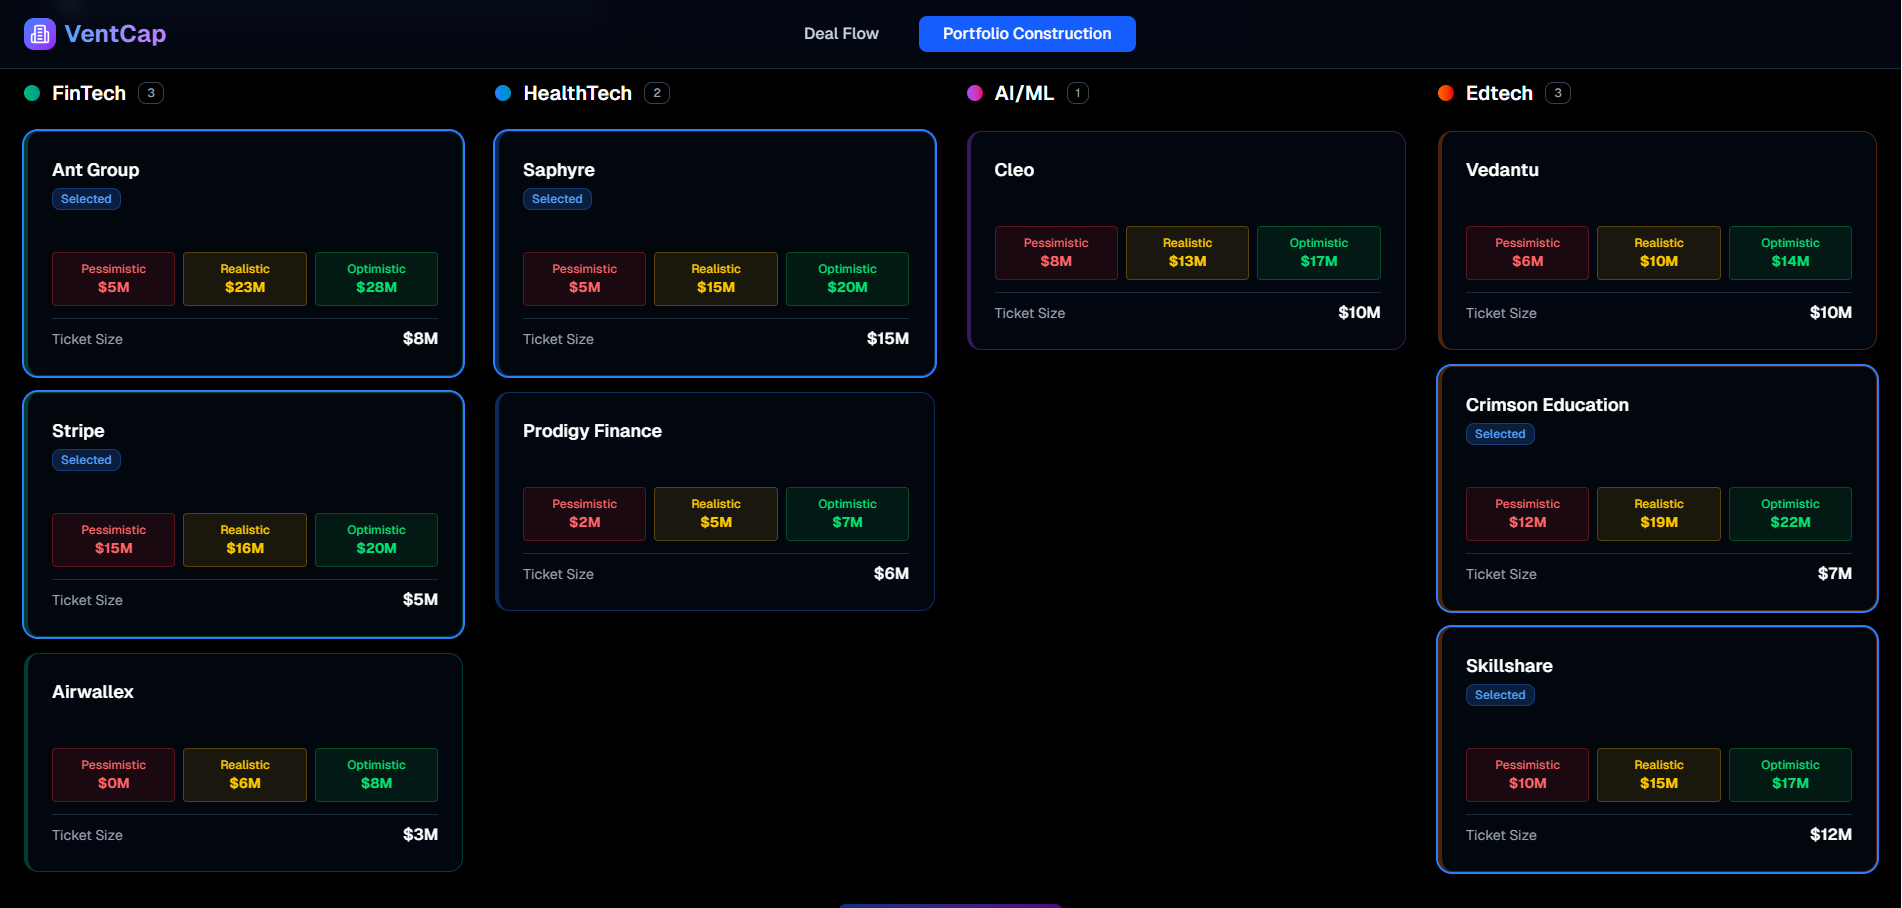 VentCap
Deal Flow
Portfolio Construction
FinTech 3
Ant Group
Selected
Pessimistic
$5M
Realistic
$23M
Optimistic
$28M
Ticket Size
$8M
Stripe
Selected
Pessimistic
$15M
Realistic
$16M
Optimistic
$20M
Ticket Size
$5M
Airwallex
Pessimistic
$0M
Realistic
$6M
Optimistic
$8M
Ticket Size
$3M
HealthTech 2
Saphyre
Selected
Pessimistic
$5M
Realistic
$15M
Optimistic
$20M
Ticket Size
$15M
Prodigy Finance
Pessimistic
$2M
Realistic
$5M
Optimistic
$7M
Ticket Size
$6M
AI/ML 1
Cleo
Pessimistic
$8M
Realistic
$13M
Optimistic
$17M
Ticket Size
$10M
Edtech 3
Vedantu
Pessimistic
$6M
Realistic
$10M
Optimistic
$14M
Ticket Size
$10M
Crimson Education
Selected
Pessimistic
$12M
Realistic
$19M
Optimistic
$22M
Ticket Size
$7M
Skillshare
Selected
Pessimistic
$10M
Realistic
$15M
Optimistic
$17M
Ticket Size
$12M